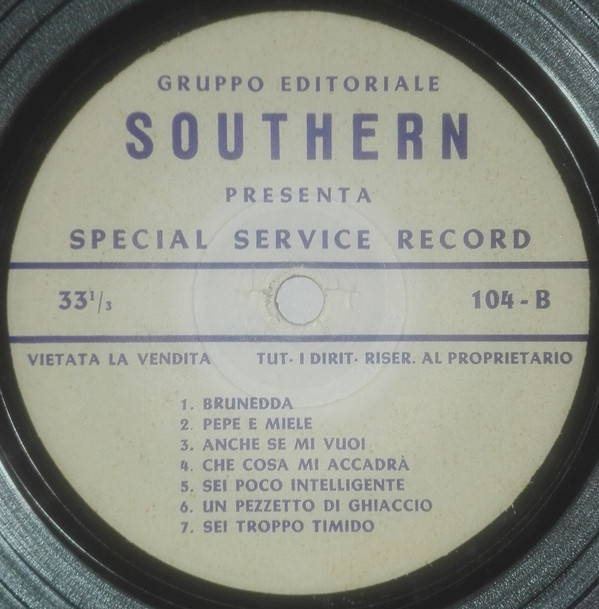 GRUPPO EDITORIALE
SOUTHERN
PRESENTA
SPECIAL SERVICE RECORD
33 1/3 104 - B
VIETATA LA VENDITA TUT· I DIRIT· RISER. AL PROPRIETARIO
1. BRUNEDDA
2. PEPE E MIELE
3. ANCHE SE MI VUOI
4. CHE COSA MI ACCADRÀ
5. SEI POCO INTELLIGENTE
6. UN PEZZETTO DI GHIACCIO
7. SEI TROPPO TIMIDO